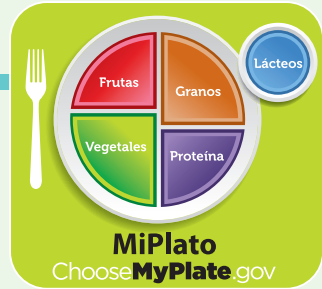 Frutas
Granos
Lácteos
Vegetales
Proteína
MiPlato
ChooseMyPlate.gov